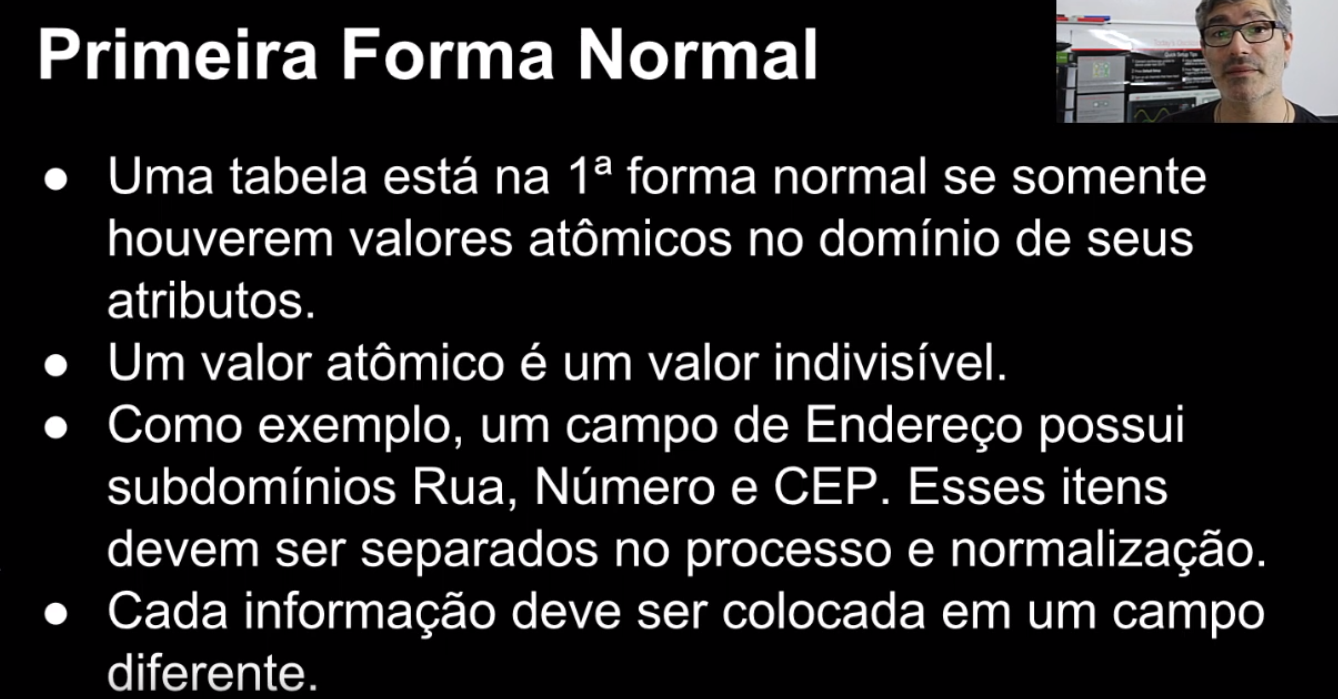 Primeira Forma Normal
● Uma tabela está na 1ª forma normal se somente
houverem valores atômicos no domínio de seus
atributos.
● Um valor atômico é um valor indivisível.
● Como exemplo, um campo de Endereço possui
subdomínios Rua, Número e CEP. Esses itens
devem ser separados no processo e normalização.
● Cada informação deve ser colocada em um campo
diferente.